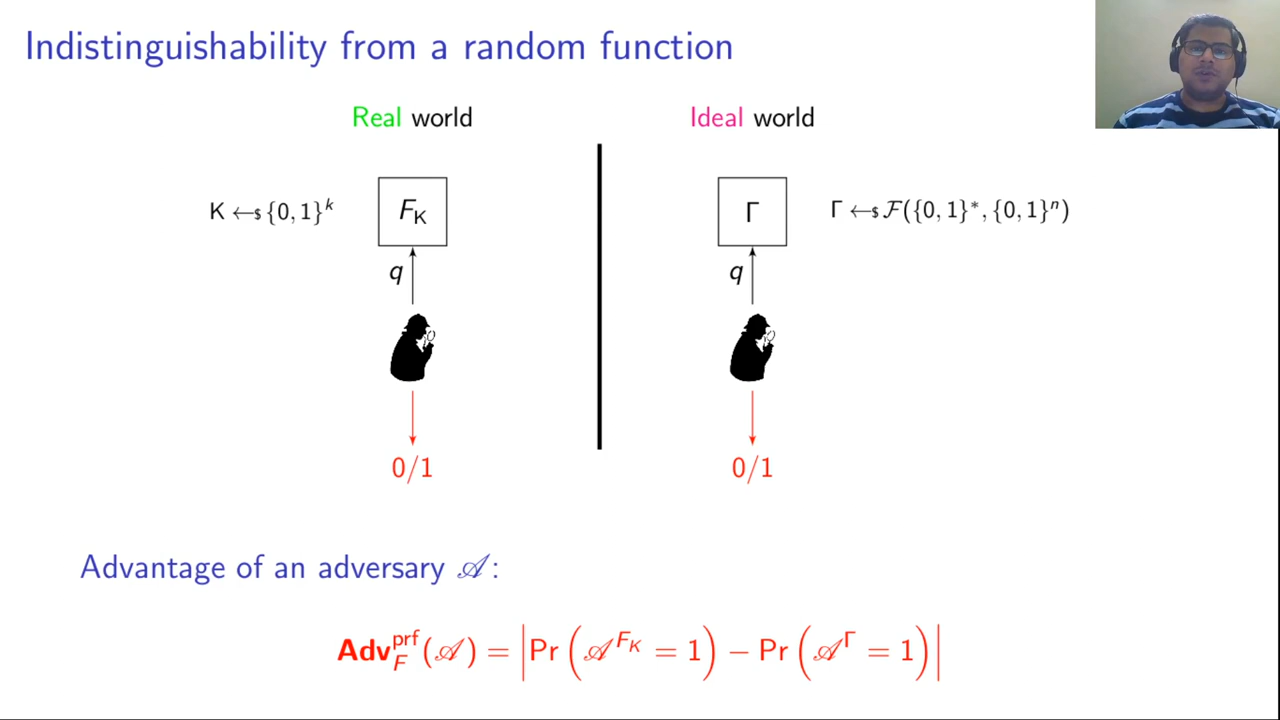 Indistinguishability from a random function
Real world
Ideal world
K ←$ {0, 1}^k
F_K
Γ
Γ ←$ ℱ({0, 1}*, {0, 1}^n)
q
q
0/1
0/1
Advantage of an adversary 𝒜:
Adv_F^prf(𝒜) = |Pr(𝒜^{F_K} = 1) − Pr(𝒜^Γ = 1)|